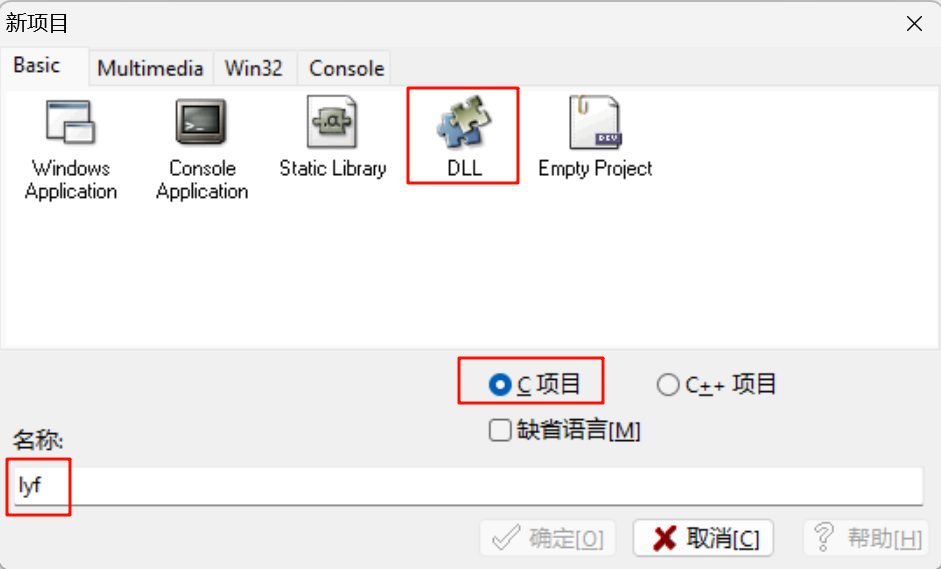 新项目
Basic
Multimedia
Win32
Console
Windows
Application
Console
Application
Static Library
DLL
Empty Project
C 项目
C++ 项目
缺省语言[M]
名称:
lyf
确定[O]
取消[C]
帮助[H]